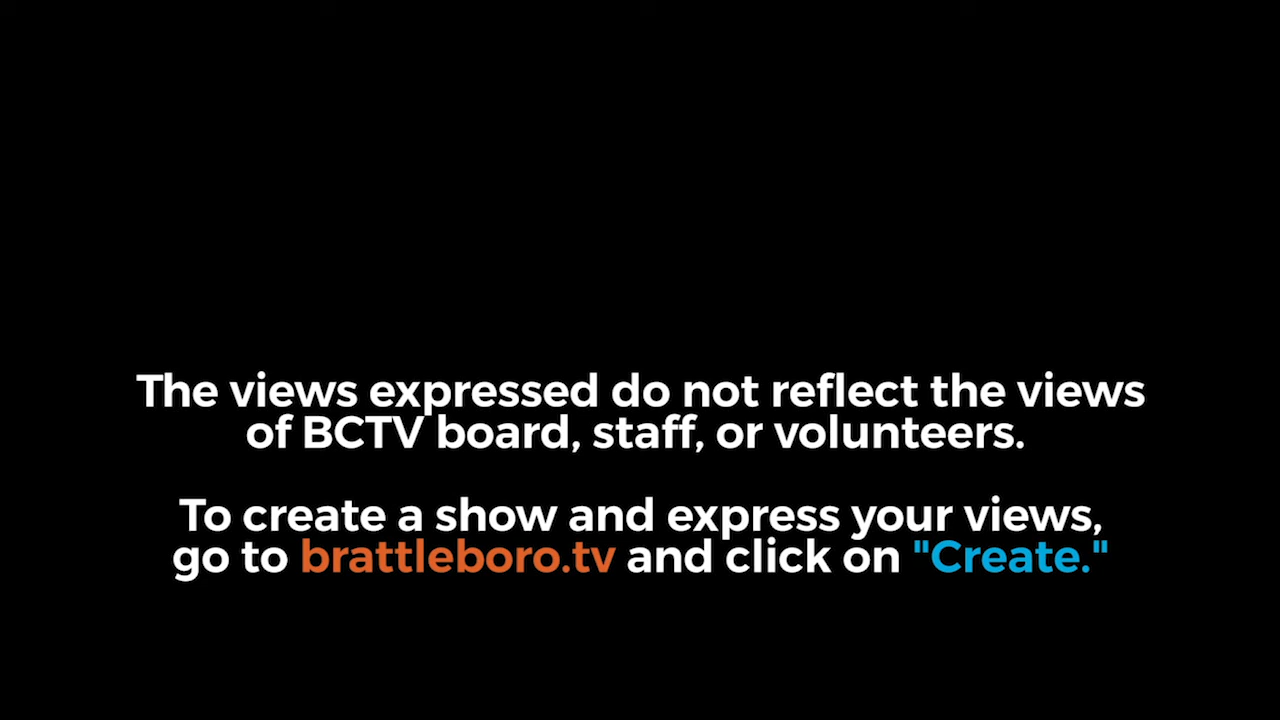 The views expressed do not reflect the views
of BCTV board, staff, or volunteers.
To create a show and express your views,
go to brattleboro.tv and click on "Create."